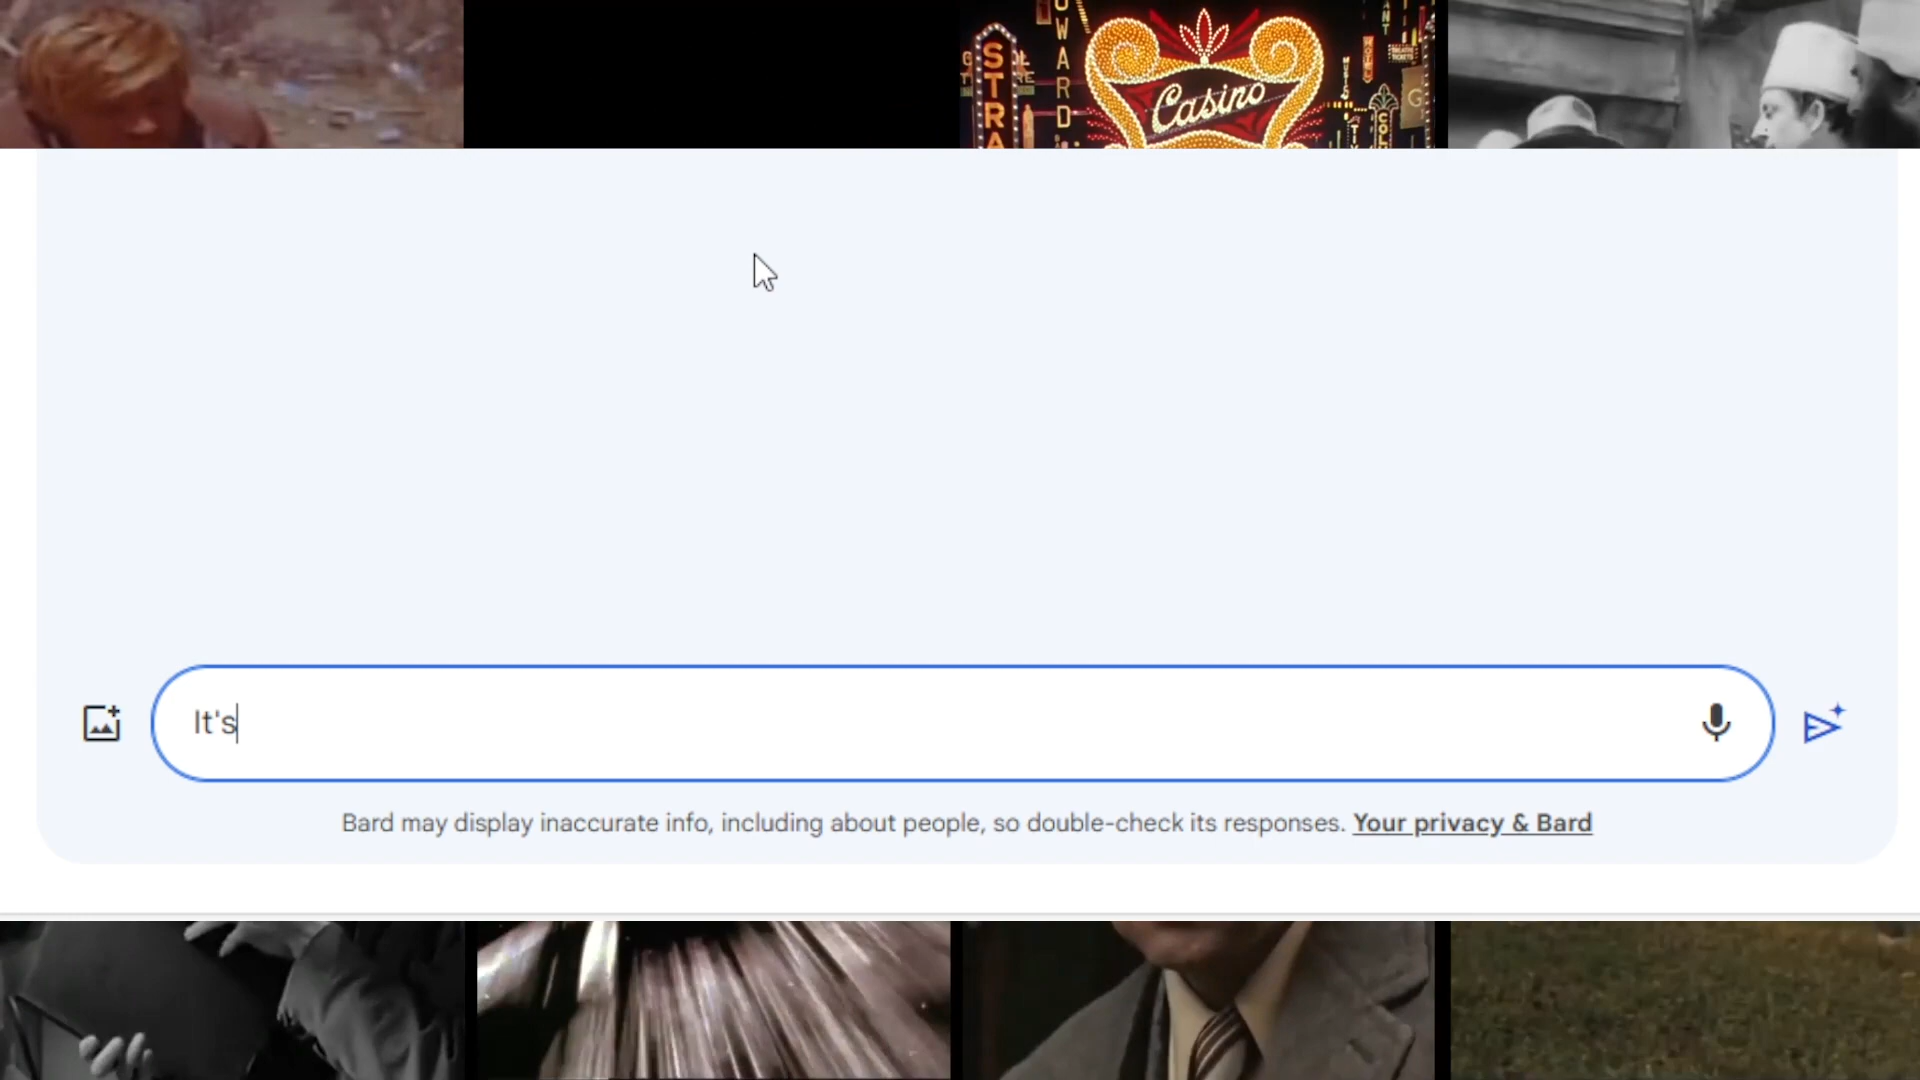 STRA
OWARD
Casino
G
It's
Bard may display inaccurate info, including about people, so double-check its responses. Your privacy & Bard